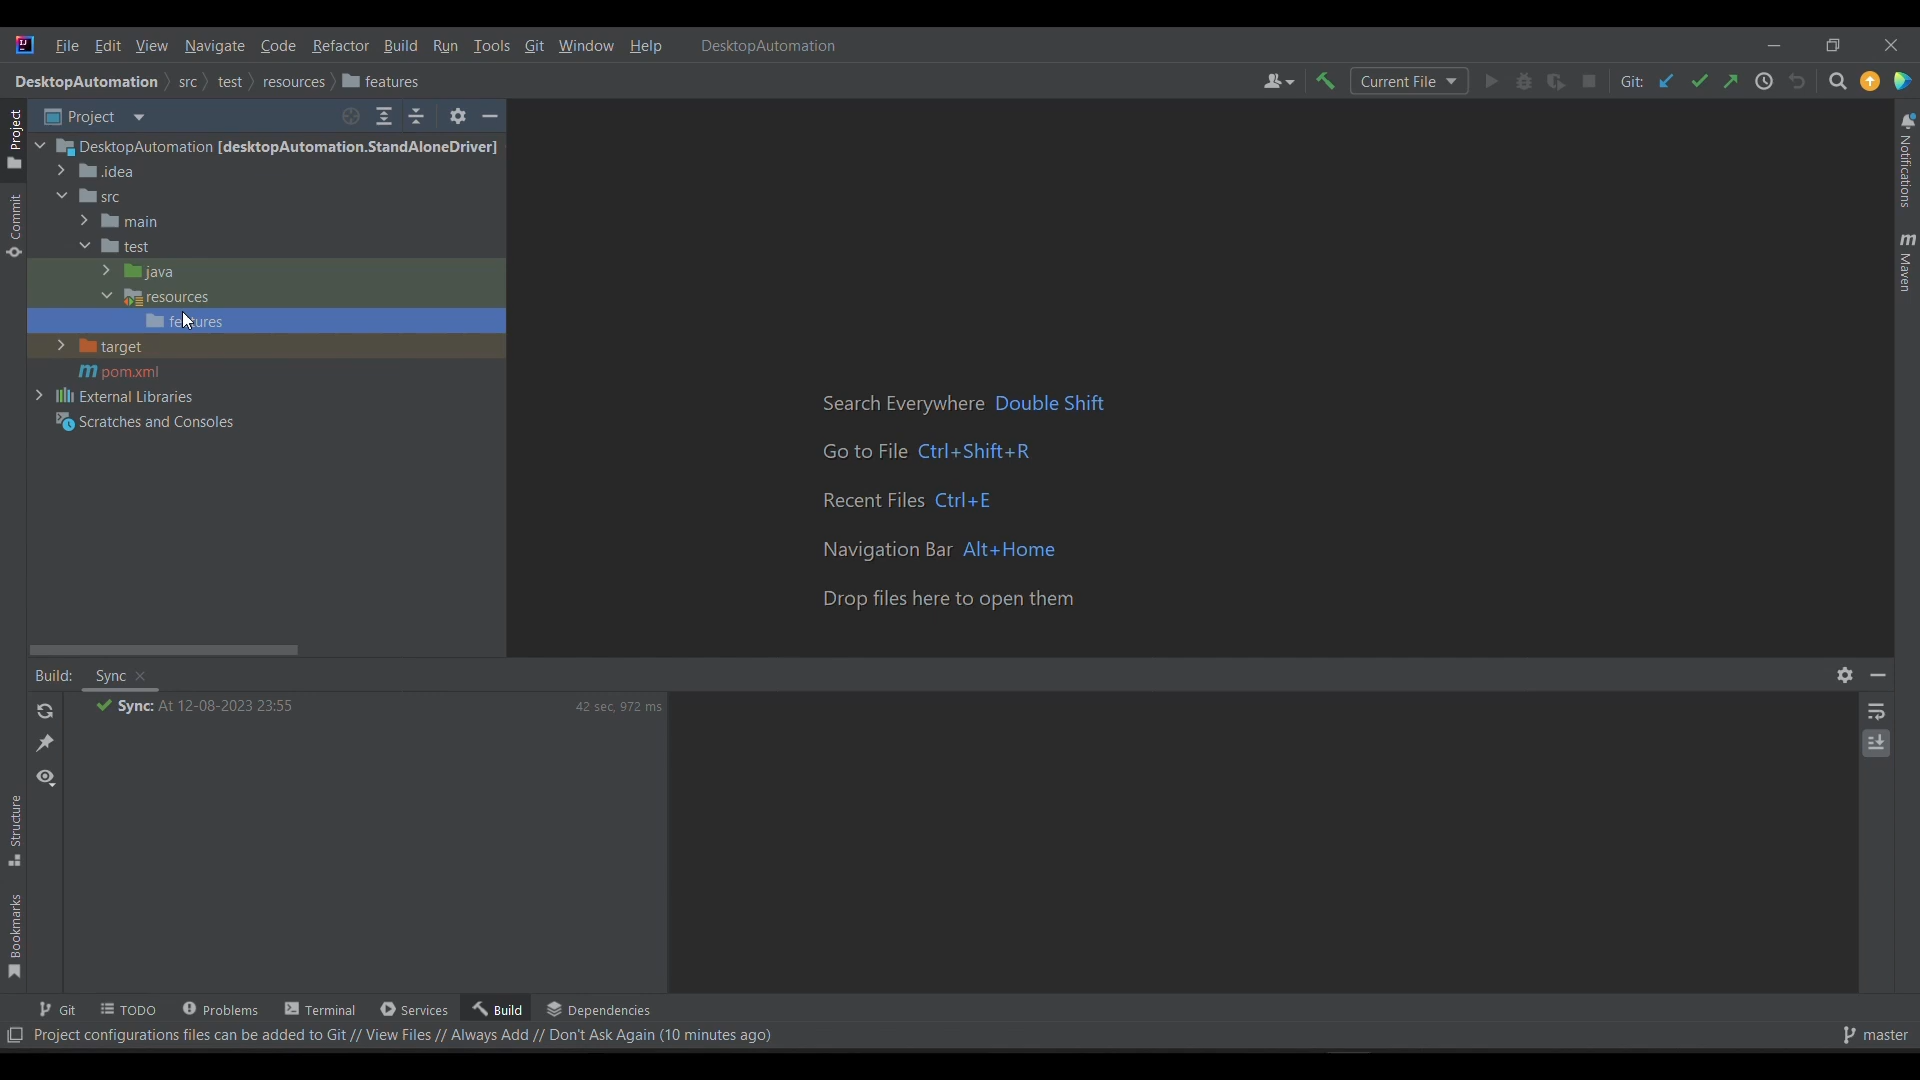 File Edit View Navigate Code Refactor Build Run Tools Git Window Help DesktopAutomation
DesktopAutomation src test resources features Current File Git:
Project
DesktopAutomation [desktopAutomation.StandAloneDriver]
.idea
src
main
test
java
resources
features
target
pom.xml
External Libraries
Scratches and Consoles
Project
Commit
Structure
Bookmarks
Notifications
Maven
Search Everywhere Double Shift
Go to File Ctrl+Shift+R
Recent Files Ctrl+E
Navigation Bar Alt+Home
Drop files here to open them
Build: Sync
Sync: At 12-08-2023 23:55 42 sec, 972 ms
Git TODO Problems Terminal Services Build Dependencies
Project configurations files can be added to Git // View Files // Always Add // Don't Ask Again (10 minutes ago) master